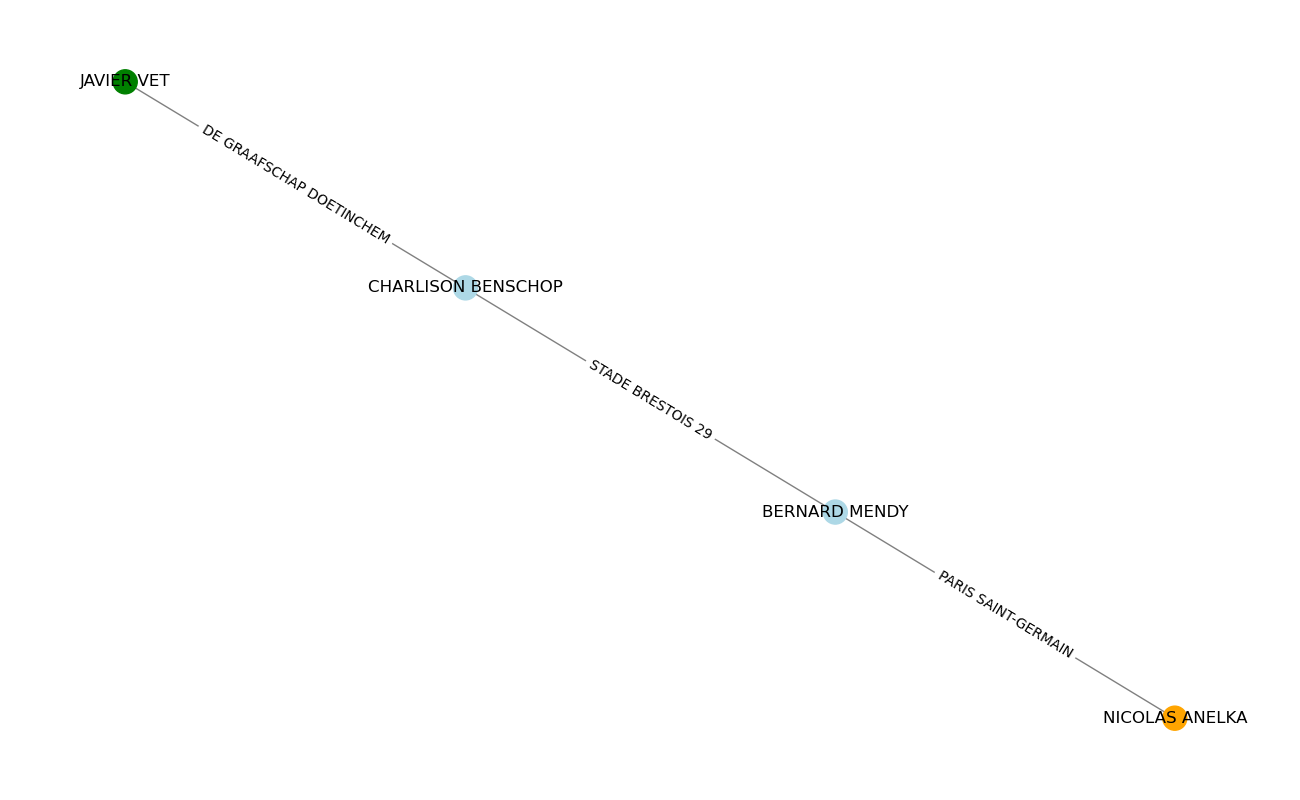 JAVIER VET
DE GRAAFSCHAP DOETINCHEM
CHARLISON BENSCHOP
STADE BRESTOIS 29
BERNARD MENDY
PARIS SAINT-GERMAIN
NICOLAS ANELKA